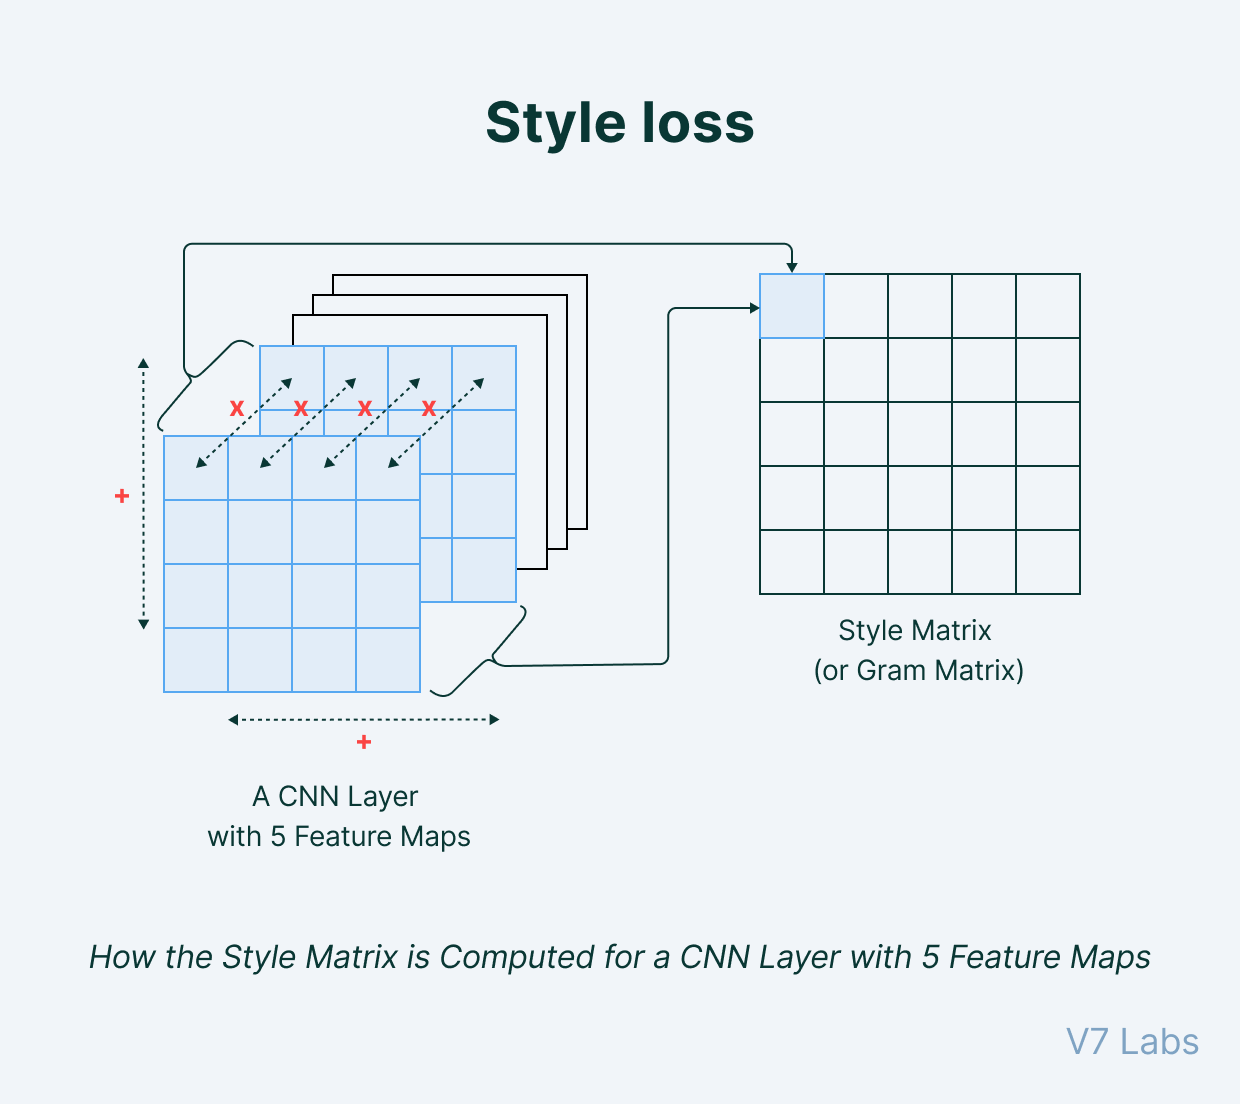 Style loss
x x x x
+
+
A CNN Layer
with 5 Feature Maps
Style Matrix
(or Gram Matrix)
How the Style Matrix is Computed for a CNN Layer with 5 Feature Maps
V7 Labs